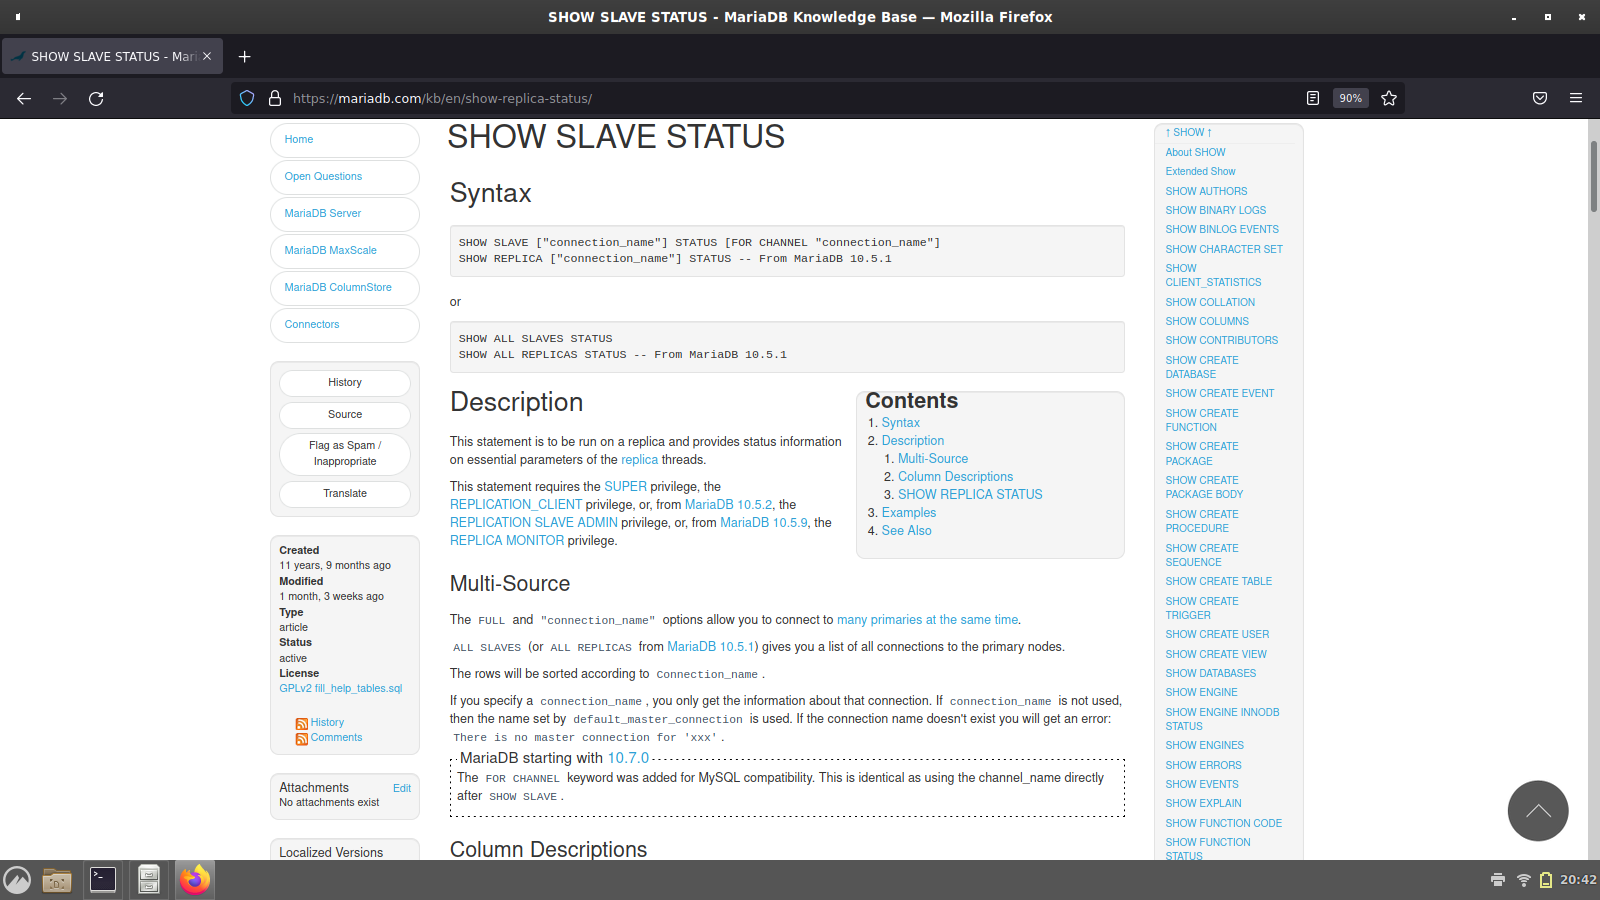 SHOW SLAVE STATUS - MariaDB Knowledge Base — Mozilla Firefox
SHOW SLAVE STATUS - Mari
https://mariadb.com/kb/en/show-replica-status/
90%
Home
Open Questions
MariaDB Server
MariaDB MaxScale
MariaDB ColumnStore
Connectors
History
Source
Flag as Spam /
Inappropriate
Translate
Created
11 years, 9 months ago
Modified
1 month, 3 weeks ago
Type
article
Status
active
License
GPLv2 fill_help_tables.sql
History
Comments
Attachments
Edit
No attachments exist
Localized Versions
SHOW SLAVE STATUS
Syntax
SHOW SLAVE ["connection_name"] STATUS [FOR CHANNEL "connection_name"]
SHOW REPLICA ["connection_name"] STATUS -- From MariaDB 10.5.1
or
SHOW ALL SLAVES STATUS
SHOW ALL REPLICAS STATUS -- From MariaDB 10.5.1
Description
This statement is to be run on a replica and provides status information
on essential parameters of the replica threads.
This statement requires the SUPER privilege, the
REPLICATION_CLIENT privilege, or, from MariaDB 10.5.2, the
REPLICATION SLAVE ADMIN privilege, or, from MariaDB 10.5.9, the
REPLICA MONITOR privilege.
Contents
1. Syntax
2. Description
1. Multi-Source
2. Column Descriptions
3. SHOW REPLICA STATUS
3. Examples
4. See Also
Multi-Source
The FULL and "connection_name" options allow you to connect to many primaries at the same time.
ALL SLAVES (or ALL REPLICAS from MariaDB 10.5.1) gives you a list of all connections to the primary nodes.
The rows will be sorted according to Connection_name.
If you specify a connection_name, you only get the information about that connection. If connection_name is not used,
then the name set by default_master_connection is used. If the connection name doesn't exist you will get an error:
There is no master connection for 'xxx'.
MariaDB starting with 10.7.0
The FOR CHANNEL keyword was added for MySQL compatibility. This is identical as using the channel_name directly
after SHOW SLAVE.
Column Descriptions
↑ SHOW ↑
About SHOW
Extended Show
SHOW AUTHORS
SHOW BINARY LOGS
SHOW BINLOG EVENTS
SHOW CHARACTER SET
SHOW
CLIENT_STATISTICS
SHOW COLLATION
SHOW COLUMNS
SHOW CONTRIBUTORS
SHOW CREATE
DATABASE
SHOW CREATE EVENT
SHOW CREATE
FUNCTION
SHOW CREATE
PACKAGE
SHOW CREATE
PACKAGE BODY
SHOW CREATE
PROCEDURE
SHOW CREATE
SEQUENCE
SHOW CREATE TABLE
SHOW CREATE
TRIGGER
SHOW CREATE USER
SHOW CREATE VIEW
SHOW DATABASES
SHOW ENGINE
SHOW ENGINE INNODB
STATUS
SHOW ENGINES
SHOW ERRORS
SHOW EVENTS
SHOW EXPLAIN
SHOW FUNCTION CODE
SHOW FUNCTION
STATUS
20:42